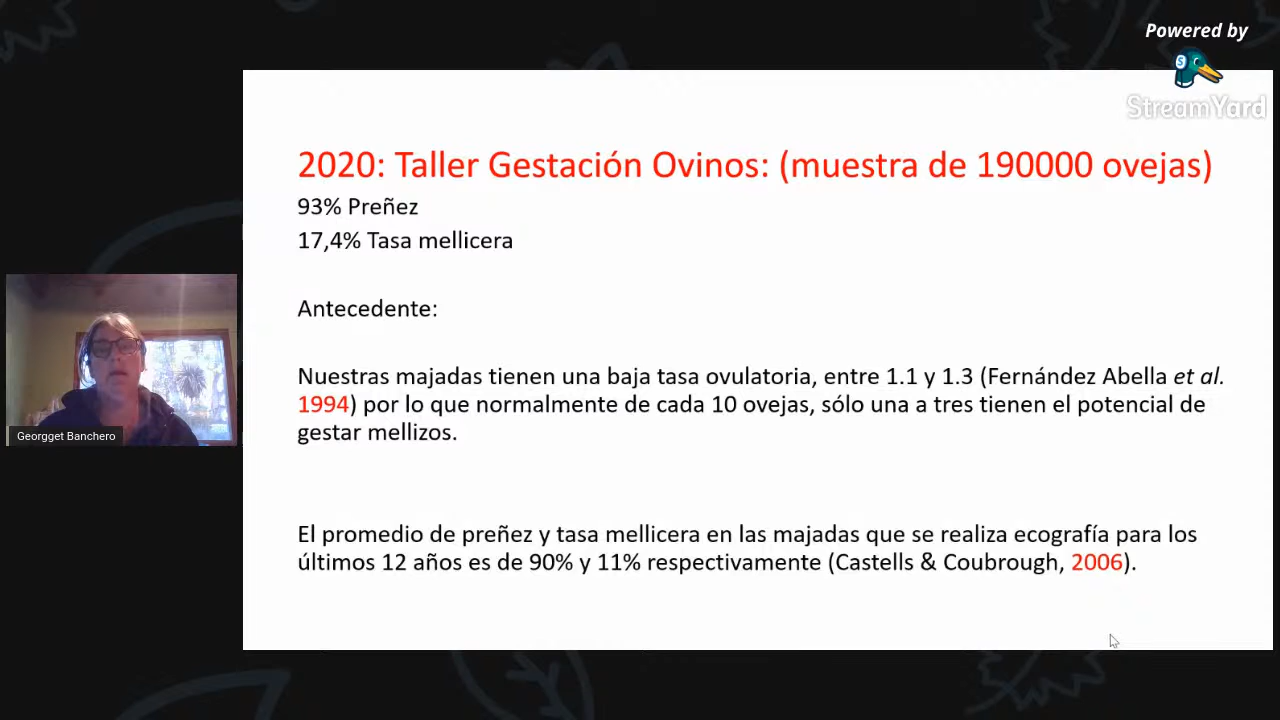 Powered by
StreamYard
2020: Taller Gestación Ovinos: (muestra de 190000 ovejas)
93% Preñez
17,4% Tasa mellicera
Antecedente:
Nuestras majadas tienen una baja tasa ovulatoria, entre 1.1 y 1.3 (Fernández Abella et al.
1994) por lo que normalmente de cada 10 ovejas, sólo una a tres tienen el potencial de
gestar mellizos.
El promedio de preñez y tasa mellicera en las majadas que se realiza ecografía para los
últimos 12 años es de 90% y 11% respectivamente (Castells & Coubrough, 2006).
Georgget Banchero